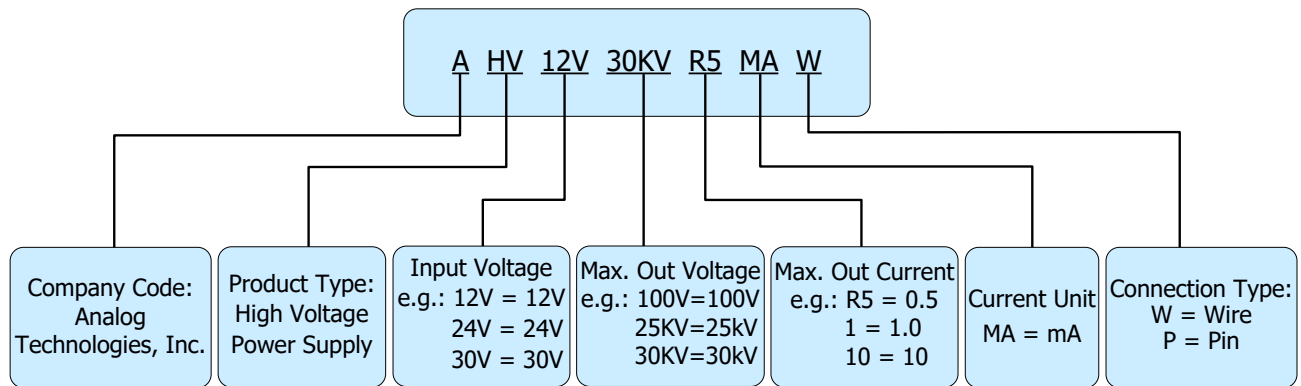 A HV 12V 30KV R5 MA W
Company Code:
Analog
Technologies, Inc.
Product Type:
High Voltage
Power Supply
Input Voltage
e.g.: 12V = 12V
24V = 24V
30V = 30V
Max. Out Voltage
e.g.: 100V=100V
25KV=25kV
30KV=30kV
Max. Out Current
e.g.: R5 = 0.5
1 = 1.0
10 = 10
Current Unit
MA = mA
Connection Type:
W = Wire
P = Pin